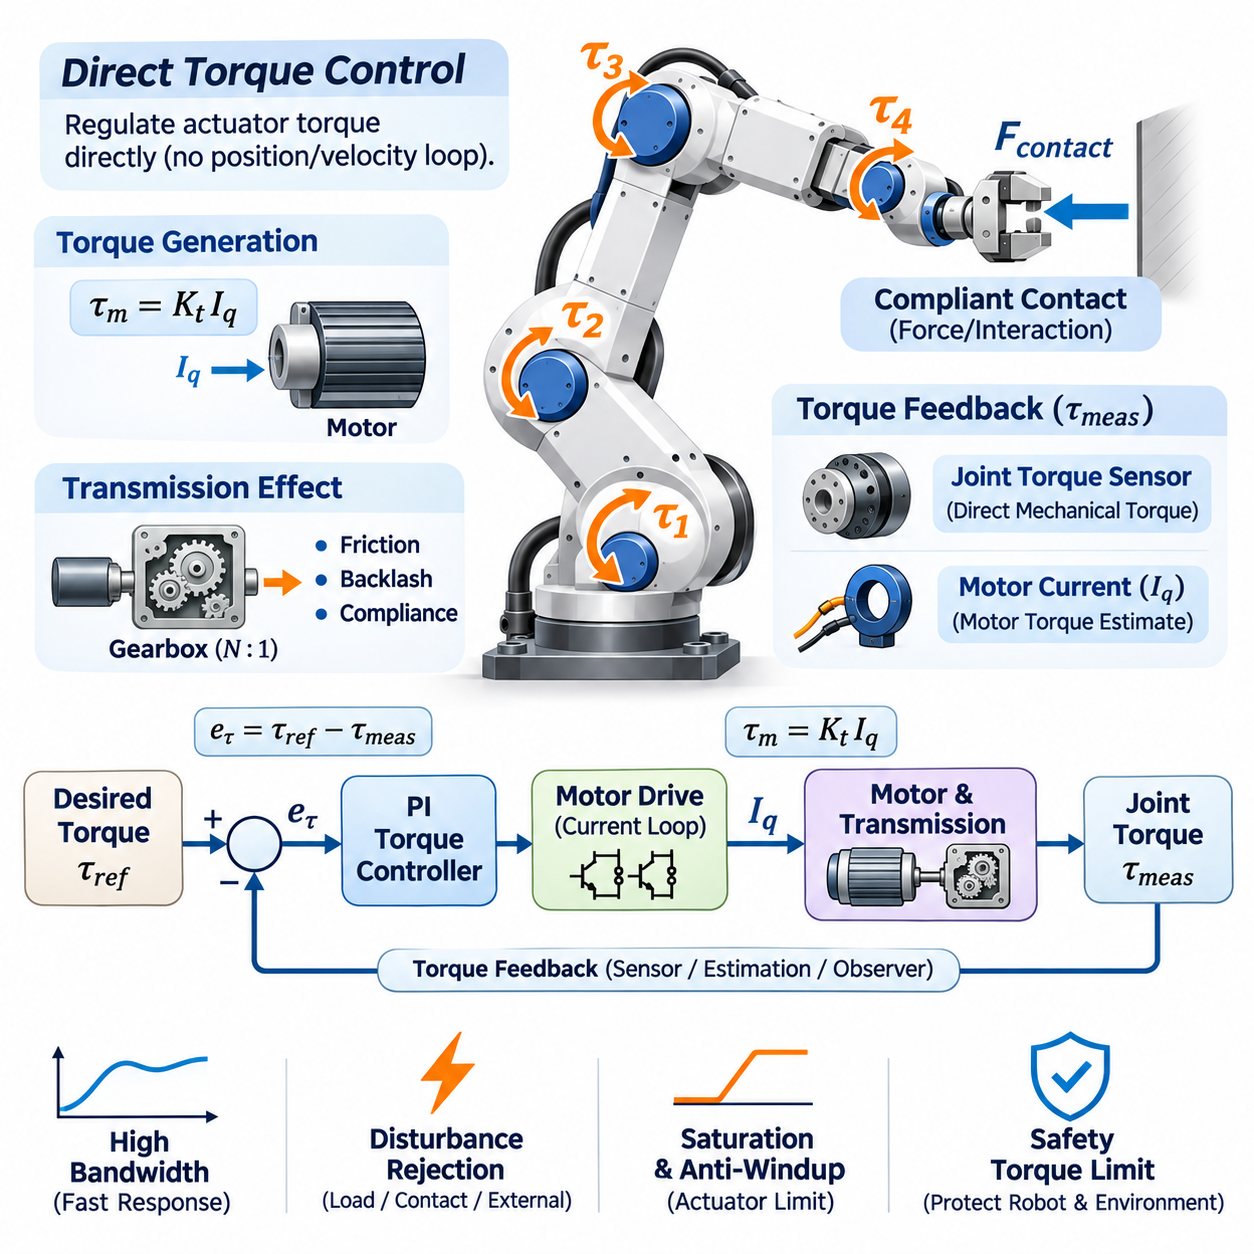 Direct Torque Control
Regulate actuator torque
directly (no position/velocity loop).
τ3
τ4
F contact
Torque Generation
τm = Kt Iq
Iq
Motor
τ2
Compliant Contact
(Force/Interaction)
Torque Feedback (τmeas)
Joint Torque Sensor
(Direct Mechanical Torque)
Motor Current (Iq)
(Motor Torque Estimate)
Transmission Effect
• Friction
• Backlash
• Compliance
Gearbox (N : 1)
τ1
eτ = τref − τmeas
τm = Kt Iq
Desired
Torque
τref
+
−
eτ
PI
Torque
Controller
Motor Drive
(Current Loop)
Iq
Motor &
Transmission
Joint
Torque
τmeas
Torque Feedback (Sensor / Estimation / Observer)
High
Bandwidth
(Fast Response)
Disturbance
Rejection
(Load / Contact / External)
Saturation
& Anti-Windup
(Actuator Limit)
Safety
Torque Limit
(Protect Robot & Environment)